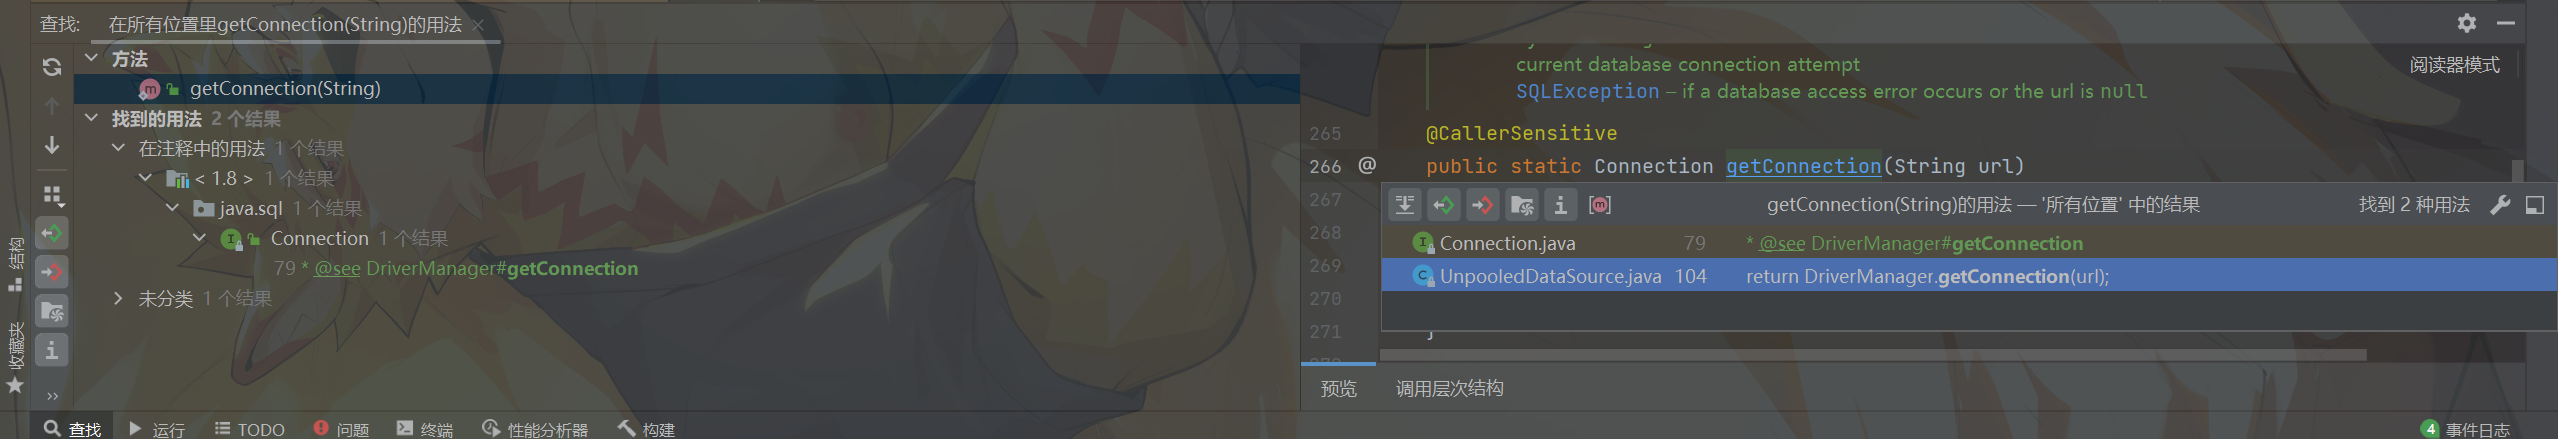 查找: 在所有位置里getConnection(String)的用法
方法
getConnection(String)
找到的用法 2 个结果
在注释中的用法 1 个结果
< 1.8 > 1 个结果
java.sql 1 个结果
Connection 1 个结果
79 * @see DriverManager#getConnection
未分类 1 个结果
结构
收藏夹
current database connection attempt
SQLException – if a database access error occurs or the url is null
阅读器模式
265 @CallerSensitive
266 @ public static Connection getConnection(String url)
267
268
269
270
271
getConnection(String)的用法 — '所有位置' 中的结果 找到 2 种用法
Connection.java 79 * @see DriverManager#getConnection
UnpooledDataSource.java 104 return DriverManager.getConnection(url);
预览 调用层次结构
查找 运行 TODO 问题 终端 性能分析器 构建 4 事件日志